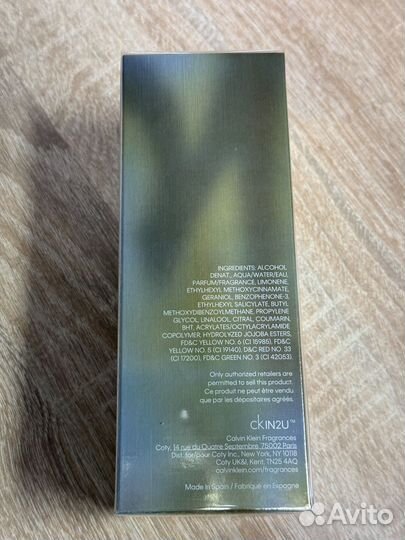 INGREDIENTS: ALCOHOL
DENAT., AQUA/WATER/EAU,
PARFUM/FRAGRANCE, LIMONENE,
ETHYLHEXYL METHOXYCINNAMATE,
GERANIOL, BENZOPHENONE-3,
ETHYLHEXYL SALICYLATE, BUTYL
METHOXYDIBENZOYLMETHANE, PROPYLENE
GLYCOL, LINALOOL, CITRAL, COUMARIN,
BHT, ACRYLATES/OCTYLACRYLAMIDE
COPOLYMER, HYDROLYZED JOJOBA ESTERS,
FD&C YELLOW NO. 6 (CI 15985), FD&C
YELLOW NO. 5 (CI 19140), D&C RED NO. 33
(CI 17200), FD&C GREEN NO. 3 (CI 42053)
Only authorized retailers are
permitted to sell this product.
Ce produit ne peut être vendu
que par les dépositaires agréés.
ckIN2U™
Calvin Klein Fragrances
Coty, 14 rue du Quatre Septembre 75002 Paris
Dist. for/pour Coty Inc., New York, NY 10118
Coty UK&I, Kent, TN25 4AQ
calvinklein.com/fragrances
Made in Spain / Fabriqué en Espagne
Avito